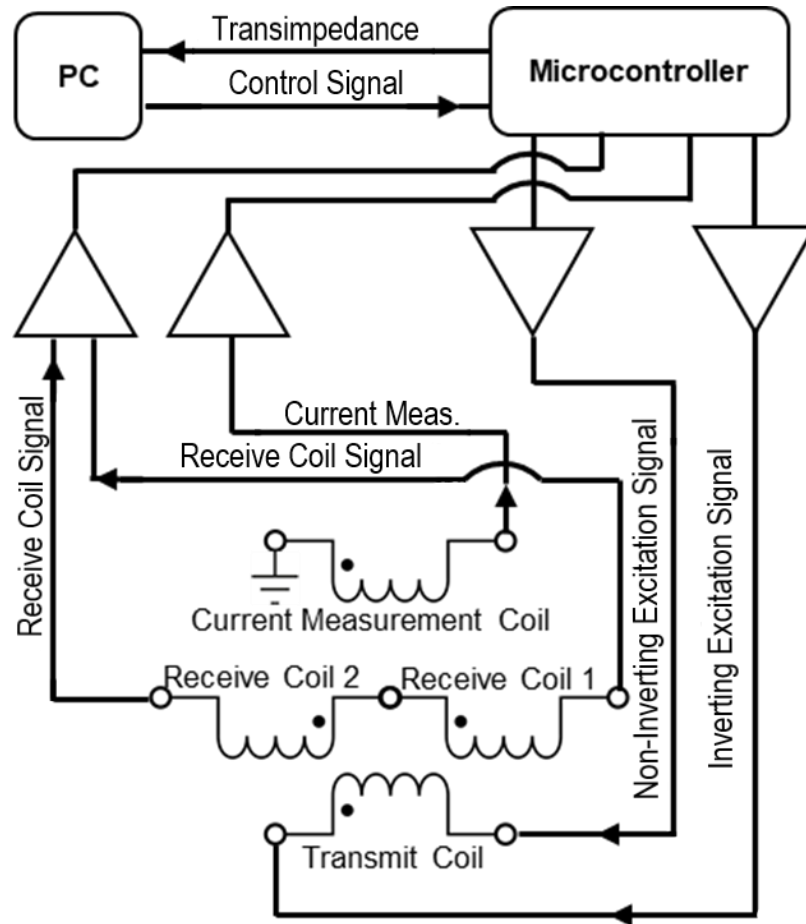 Transimpedance
PC
Microcontroller
Control Signal
Receive Coil Signal
Current Meas.
Receive Coil Signal
Non-Inverting Excitation Signal
Inverting Excitation Signal
Current Measurement Coil
Receive Coil 2
Receive Coil 1
Transmit Coil